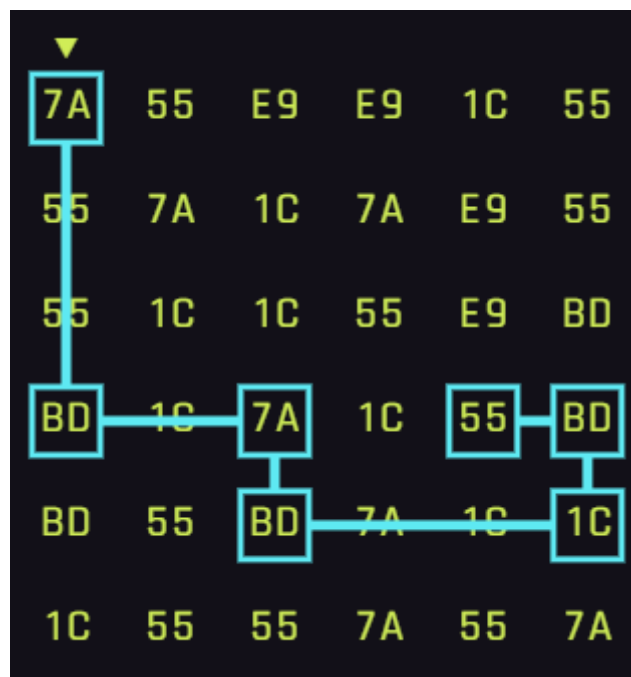 7A 55 E9 E9 1C 55
55 7A 1C 7A E9 55
55 1C 1C 55 E9 BD
BD 1C 7A 1C 55 BD
BD 55 BD 7A 1C 1C
1C 55 55 7A 55 7A